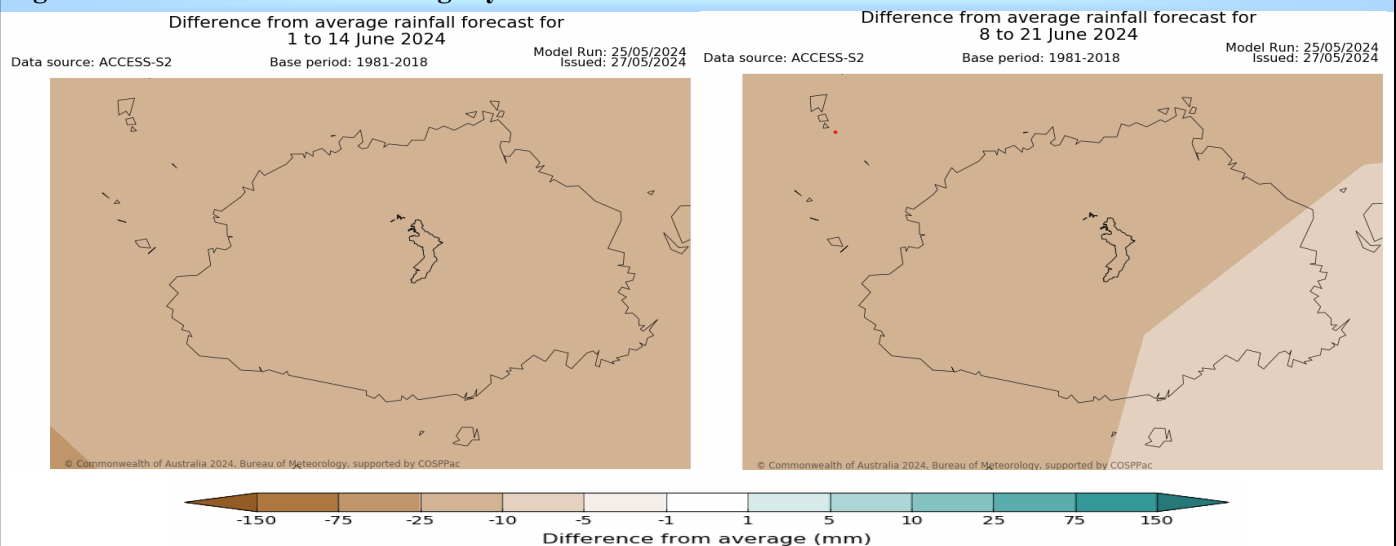 Difference from average rainfall forecast for
1 to 14 June 2024
Model Run: 25/05/2024
Data source: ACCESS-S2 Base period: 1981-2018 Issued: 27/05/2024
© Commonwealth of Australia 2024, Bureau of Meteorology, supported by COSPPac
Difference from average rainfall forecast for
8 to 21 June 2024
Model Run: 25/05/2024
Data source: ACCESS-S2 Base period: 1981-2018 Issued: 27/05/2024
© Commonwealth of Australia 2024, Bureau of Meteorology, supported by COSPPac
-150 -75 -25 -10 -5 -1 1 5 10 25 75 150
Difference from average (mm)